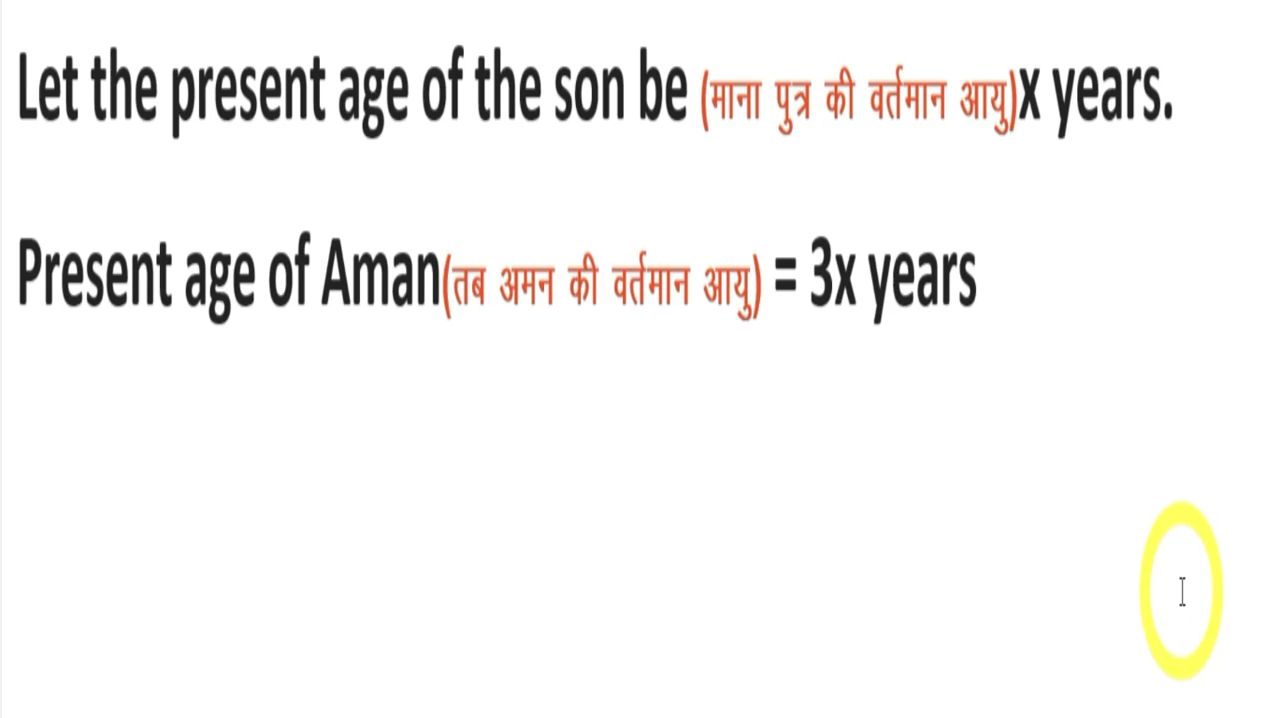 Let the present age of the son be (माना पुत्र की वर्तमान आयु)x years.
Present age of Aman(तब अमन की वर्तमान आयु) = 3x years